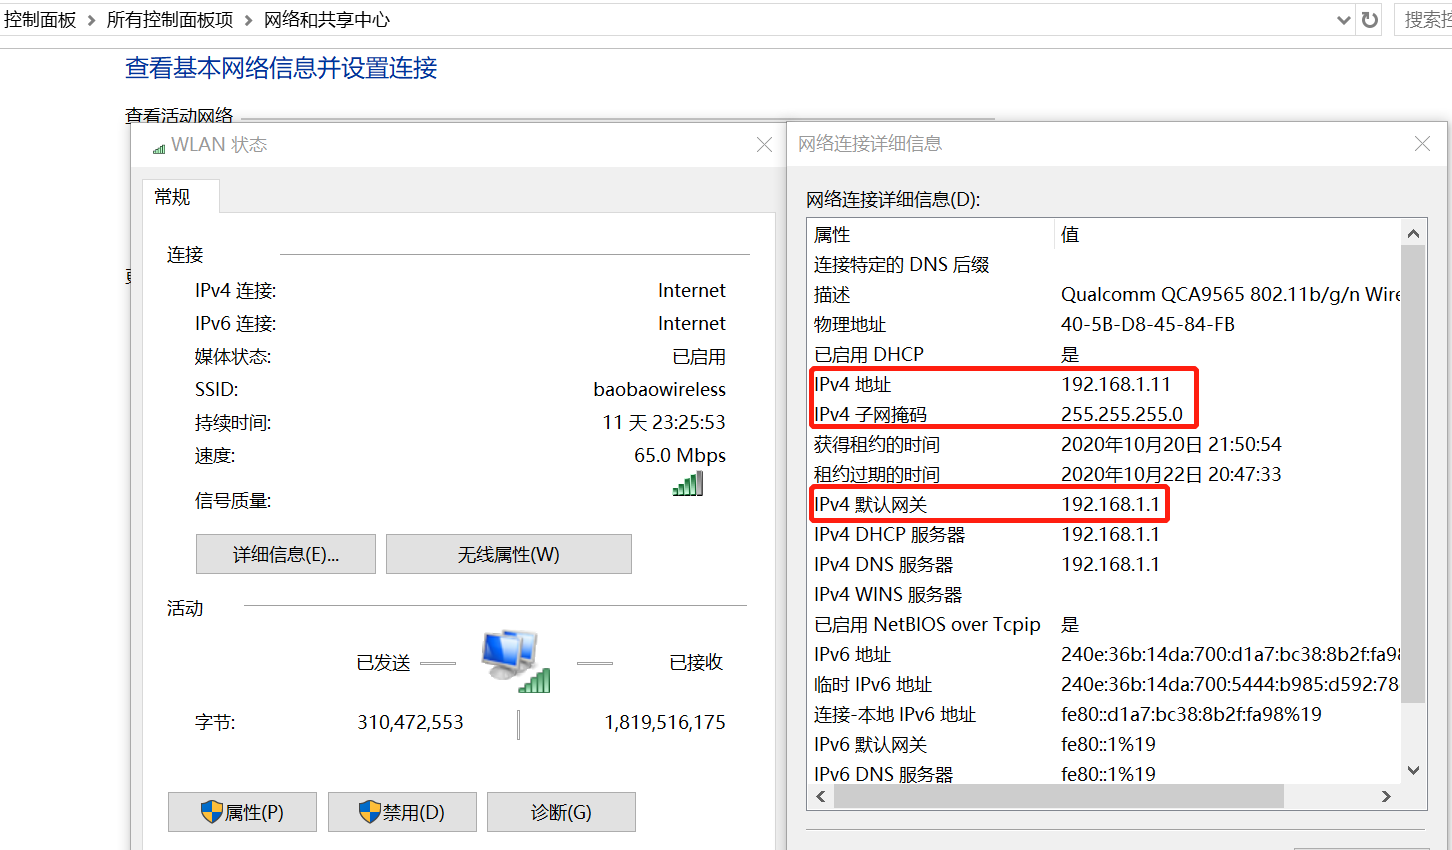 控制面板 > 所有控制面板项 > 网络和共享中心
搜索控
查看基本网络信息并设置连接
查看活动网络
WLAN 状态
常规
连接
IPv4 连接: Internet
IPv6 连接: Internet
媒体状态: 已启用
SSID: baobaowireless
持续时间: 11 天 23:25:53
速度: 65.0 Mbps
信号质量:
详细信息(E)... 无线属性(W)
活动
已发送 已接收
字节: 310,472,553 1,819,516,175
属性(P) 禁用(D) 诊断(G)
网络连接详细信息
网络连接详细信息(D):
属性 值
连接特定的 DNS 后缀
描述 Qualcomm QCA9565 802.11b/g/n Wire
物理地址 40-5B-D8-45-84-FB
已启用 DHCP 是
IPv4 地址 192.168.1.11
IPv4 子网掩码 255.255.255.0
获得租约的时间 2020年10月20日 21:50:54
租约过期的时间 2020年10月22日 20:47:33
IPv4 默认网关 192.168.1.1
IPv4 DHCP 服务器 192.168.1.1
IPv4 DNS 服务器 192.168.1.1
IPv4 WINS 服务器
已启用 NetBIOS over Tcpip 是
IPv6 地址 240e:36b:14da:700:d1a7:bc38:8b2f:fa98
临时 IPv6 地址 240e:36b:14da:700:5444:b985:d592:78
连接-本地 IPv6 地址 fe80::d1a7:bc38:8b2f:fa98%19
IPv6 默认网关 fe80::1%19
IPv6 DNS 服务器 fe80::1%19